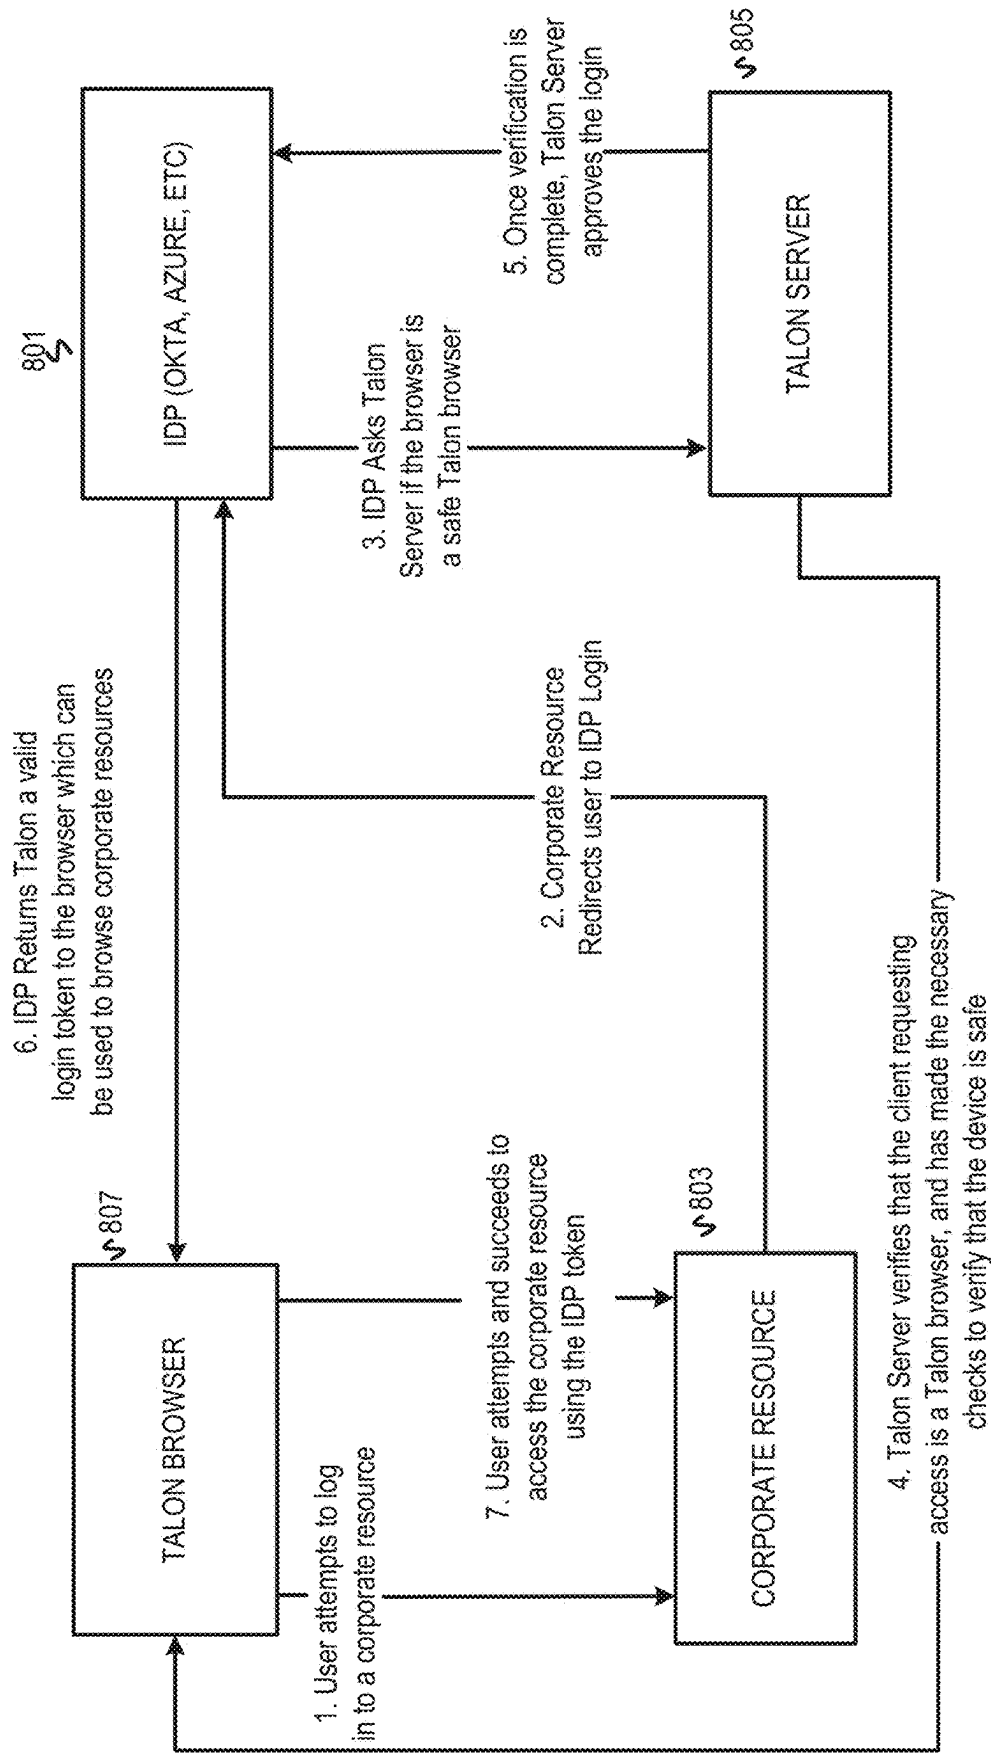 801
IDP (OKTA, AZURE, ETC)
6. IDP Returns Talon a valid
login token to the browser which can
be used to browse corporate resources
807
TALON BROWSER
5. Once verification is
complete, Talon Server
approves the login
3. IDP Asks Talon
Server if the browser is
a safe Talon browser
2. Corporate Resource
Redirects user to IDP Login
7. User attempts and succeeds to
access the corporate resource
using the IDP token
1. User attempts to log
in to a corporate resource
805
TALON SERVER
803
CORPORATE RESOURCE
4. Talon Server verifies that the client requesting
access is a Talon browser, and has made the necessary
checks to verify that the device is safe